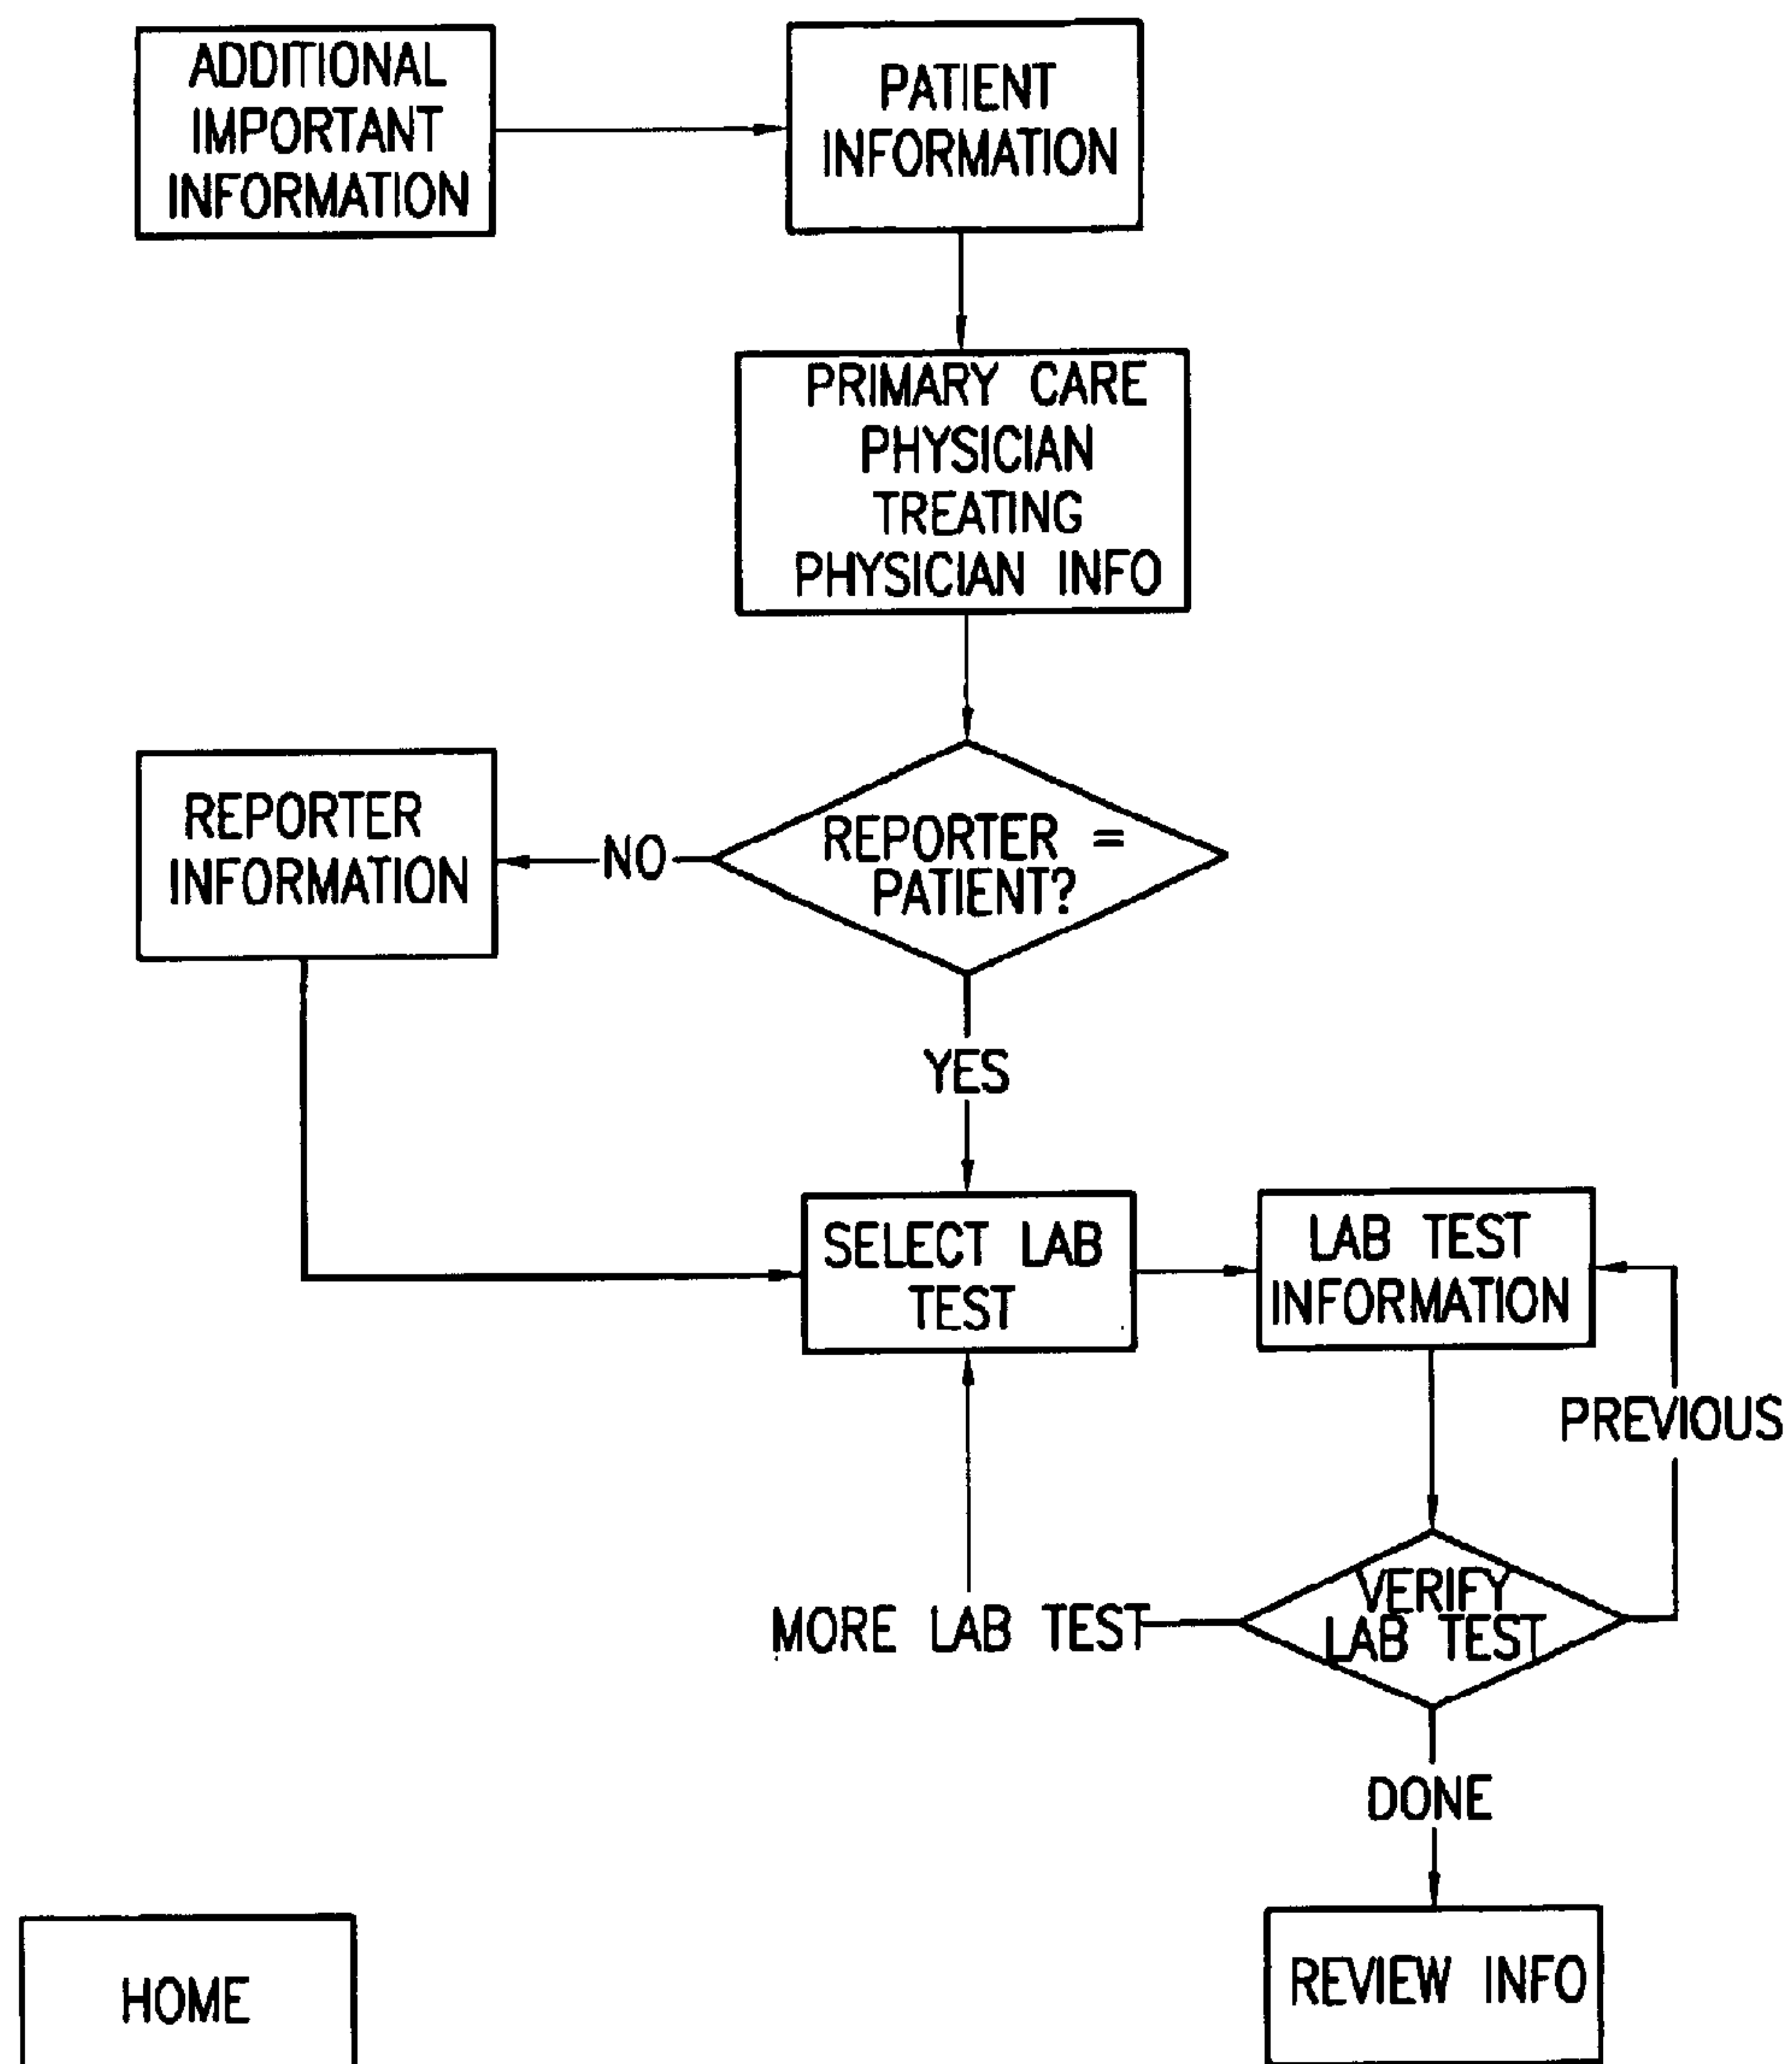 ADDITIONAL
IMPORTANT
INFORMATION
PATIENT
INFORMATION
PRIMARY CARE
PHYSICIAN
TREATING
PHYSICIAN INFO
REPORTER
INFORMATION
NO
REPORTER =
PATIENT?
YES
SELECT LAB
TEST
LAB TEST
INFORMATION
PREVIOUS
MORE LAB TEST
VERIFY
LAB TEST
DONE
HOME
REVIEW INFO